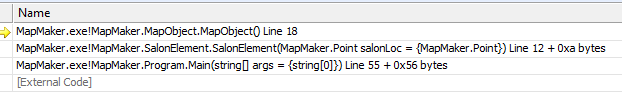 Name
MapMaker.exe!MapMaker.MapObject.MapObject() Line 18
MapMaker.exe!MapMaker.SalonElement.SalonElement(MapMaker.Point salonLoc = {MapMaker.Point}) Line 12 + 0xa bytes
MapMaker.exe!MapMaker.Program.Main(string[] args = {string[0]}) Line 55 + 0x56 bytes
[External Code]